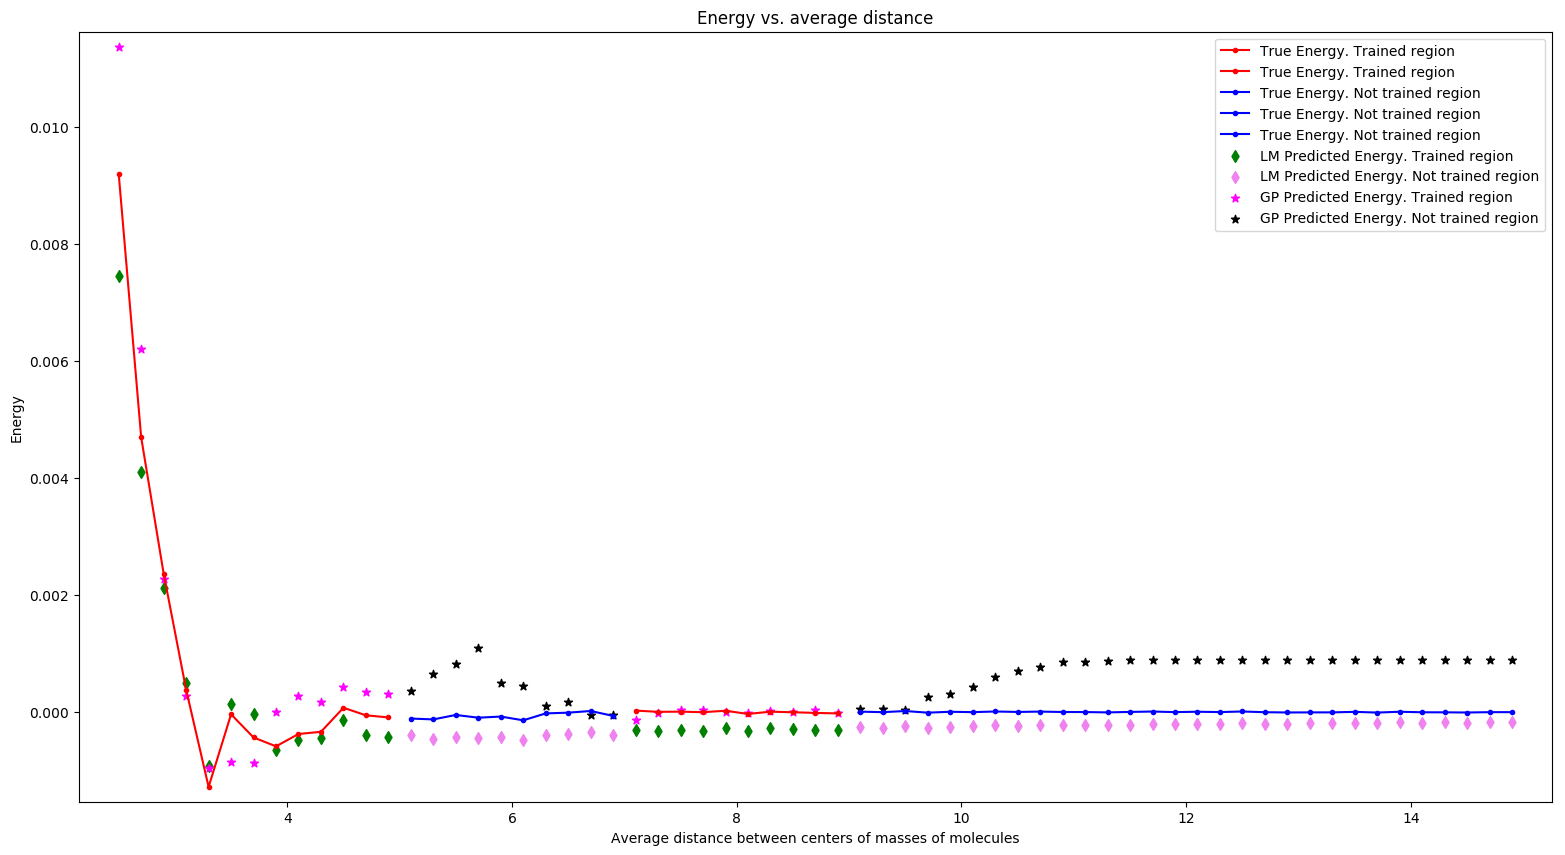 Energy vs. average distance
True Energy. Trained region
True Energy. Trained region
True Energy. Not trained region
True Energy. Not trained region
True Energy. Not trained region
LM Predicted Energy. Trained region
LM Predicted Energy. Not trained region
GP Predicted Energy. Trained region
GP Predicted Energy. Not trained region
Energy
0.010
0.008
0.006
0.004
0.002
0.000
4 6 8 10 12 14
Average distance between centers of masses of molecules